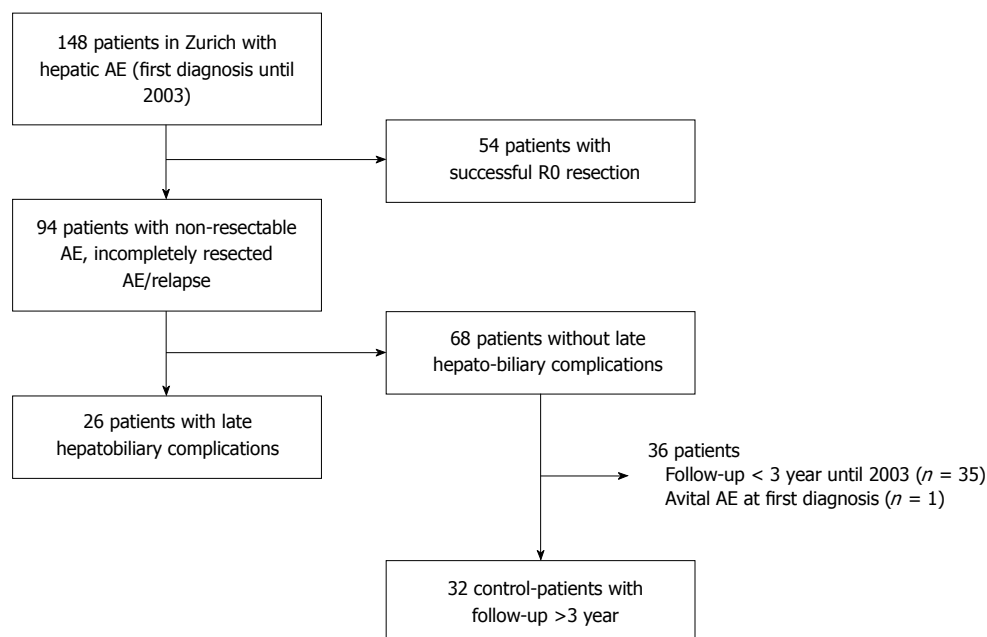 148 patients in Zurich with
hepatic AE (first diagnosis until
2003)
54 patients with
successful R0 resection
94 patients with non-resectable
AE, incompletely resected
AE/relapse
68 patients without late
hepato-biliary complications
26 patients with late
hepatobiliary complications
36 patients
Follow-up < 3 year until 2003 (n = 35)
Avital AE at first diagnosis (n = 1)
32 control-patients with
follow-up >3 year